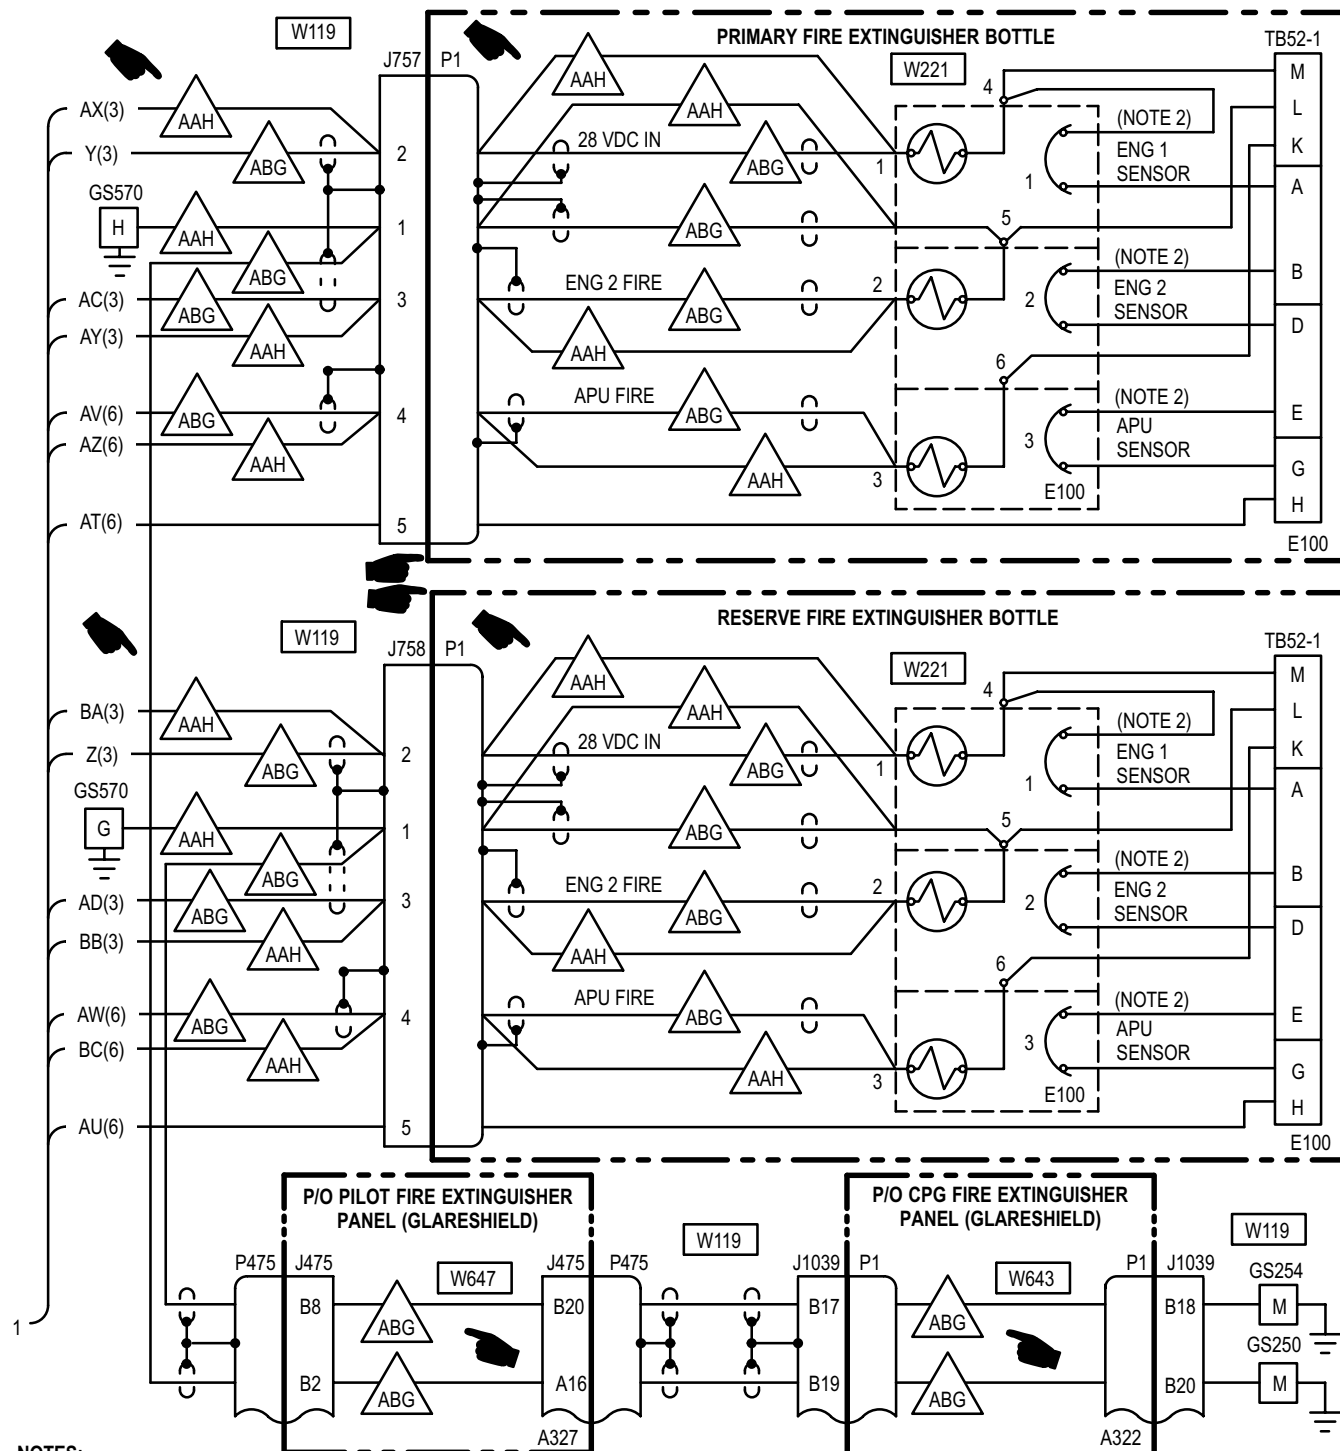 W119
J757 P1
PRIMARY FIRE EXTINGUISHER BOTTLE
TB52-1
W221
M
4
AAH
AAH
AX(3)
AAH
L
(NOTE 2)
28 VDC IN
K
Y(3)
ABG
2
ABG
1
ENG 1
SENSOR
1
A
GS570
H
AAH
1
ABG
5
ABG
(NOTE 2)
B
AC(3)
ABG
3
ENG 2 FIRE
ABG
2
2
ENG 2
SENSOR
D
AY(3)
AAH
AAH
6
APU FIRE
(NOTE 2)
E
AV(6)
ABG
4
ABG
APU
SENSOR
3
AZ(6)
AAH
AAH
3
G
E100
H
AT(6)
5
E100
RESERVE FIRE EXTINGUISHER BOTTLE
W119
J758 P1
TB52-1
W221
M
4
AAH
AAH
BA(3)
AAH
L
(NOTE 2)
28 VDC IN
K
Z(3)
ABG
2
ABG
1
ENG 1
SENSOR
1
A
GS570
G
AAH
1
ABG
5
ABG
(NOTE 2)
B
AD(3)
ABG
3
ENG 2 FIRE
ABG
2
2
ENG 2
SENSOR
D
BB(3)
AAH
AAH
6
APU FIRE
(NOTE 2)
E
AW(6)
ABG
4
ABG
APU
SENSOR
3
BC(6)
AAH
AAH
3
G
E100
H
AU(6)
5
E100
P/O PILOT FIRE EXTINGUISHER
PANEL (GLARESHIELD)
P/O CPG FIRE EXTINGUISHER
PANEL (GLARESHIELD)
W119
W119
P475 J475
W647
J475 P475
J1039 P1
W643
P1 J1039
GS254
B8
ABG
B20
B17
ABG
B18
M
1
GS250
B2
ABG
A16
B19
ABG
B20
M
A327
A322
NOTES: